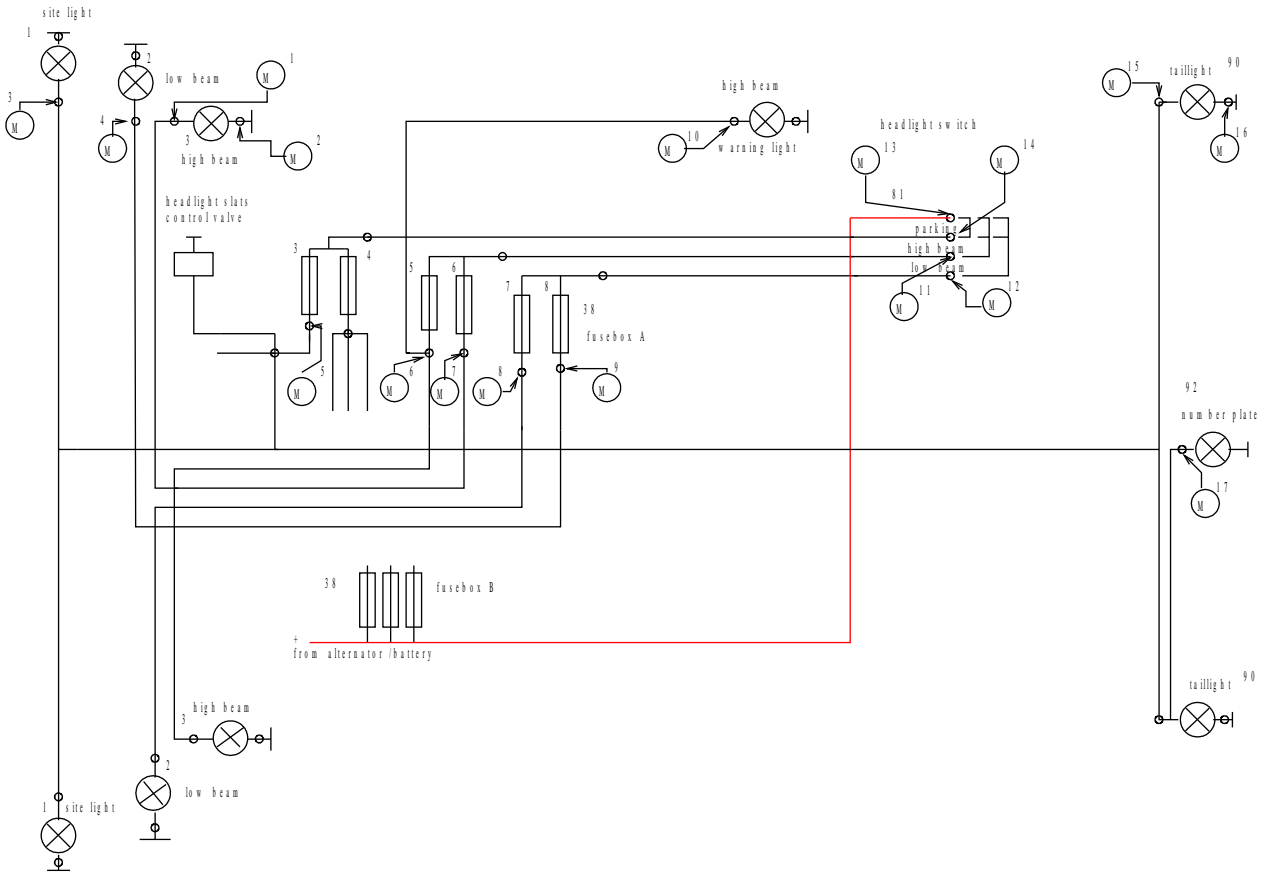 site light
1
2
low beam
1
M
high beam
15
M
taillight
90
3
M
4
M
3
high beam
M
2
10
M
warning light
headlight switch
M
13
14
M
16
M
headlight slats
control valve
81
parking
high beam
low beam
3
4
5
6
7
8
38
fusebox A
M
11
M
12
5
M
6
M
7
M
8
M
9
M
92
number plate
17
M
38
fusebox B
+
from alternator /battery
3
high beam
taillight
90
2
low beam
1
site light